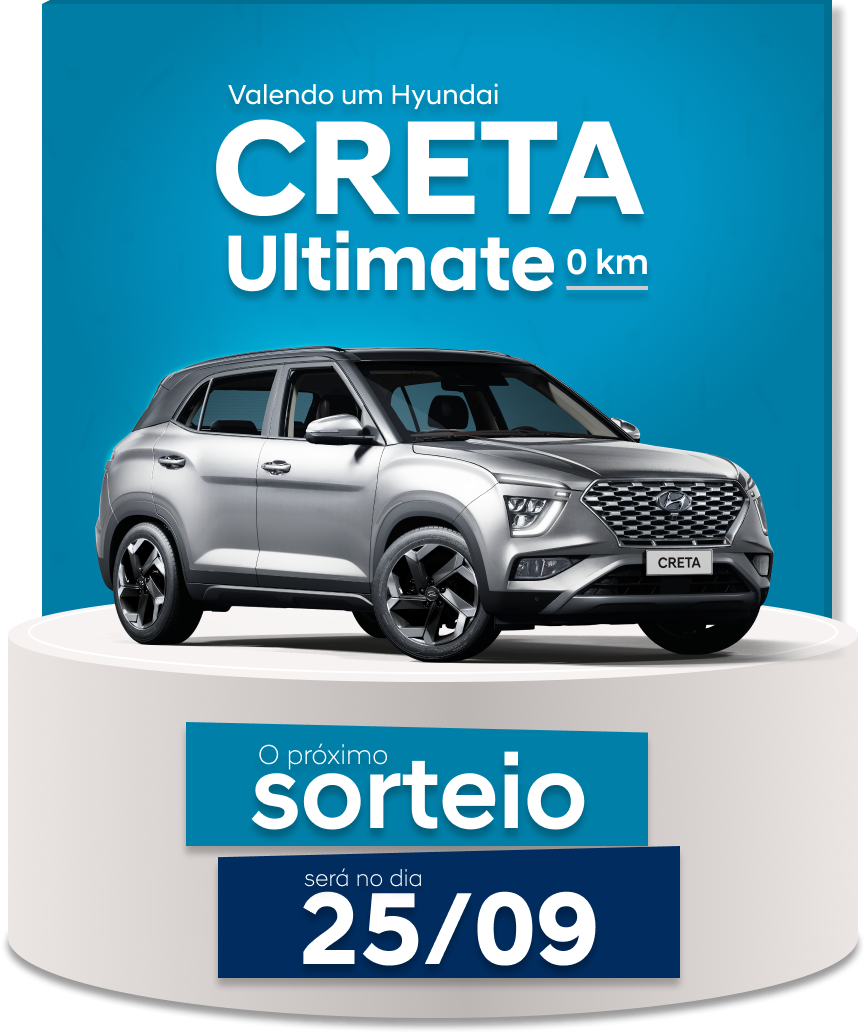 Valendo um Hyundai
CRETA
Ultimate 0 km
CRETA
O próximo
sorteio
será no dia
25/09